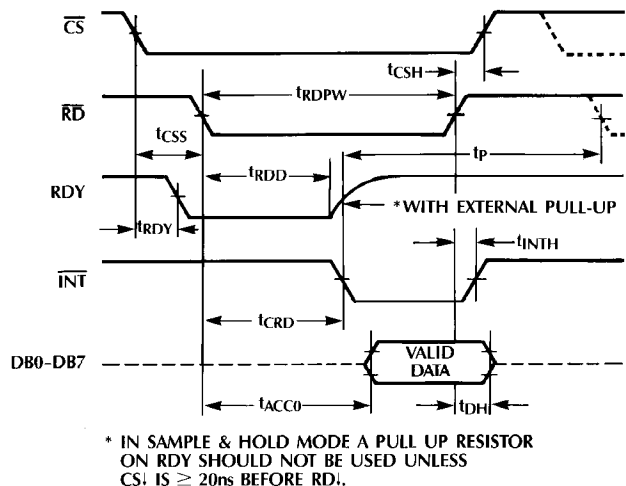 CS
tCSH
tRDPW
RD
tCSS
tP
tRDD
RDY
* WITH EXTERNAL PULL-UP
tRDY
tINTH
INT
tCRD
DB0-DB7
VALID
DATA
tACC0
tDH
* IN SAMPLE & HOLD MODE A PULL UP RESISTOR
ON RDY SHOULD NOT BE USED UNLESS
CS↓ IS ≥ 20ns BEFORE RD↓.